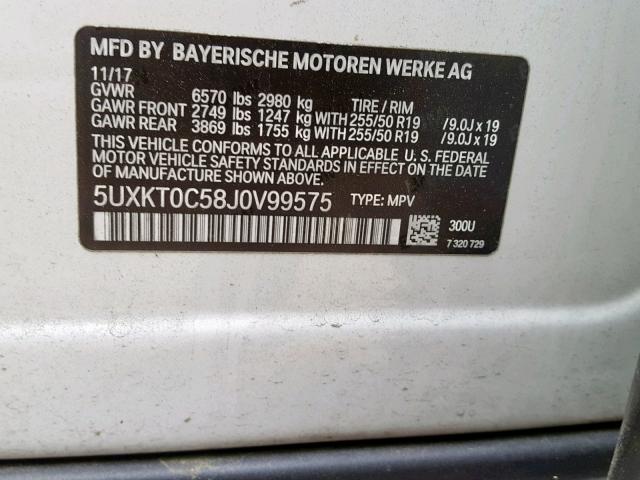 MFD BY BAYERISCHE MOTOREN WERKE AG
11/17
GVWR 6570 lbs 2980 kg TIRE / RIM
GAWR FRONT 2749 lbs 1247 kg WITH 255/50 R19 /9.0J x 19
GAWR REAR 3869 lbs 1755 kg WITH 255/50 R19 /9.0J x 19
THIS VEHICLE CONFORMS TO ALL APPLICABLE U. S. FEDERAL
MOTOR VEHICLE SAFETY STANDARDS IN EFFECT ON THE DATE
OF MANUFACTURE SHOWN ABOVE.
5UXKT0C58J0V99575 TYPE: MPV
300U
7 320 729